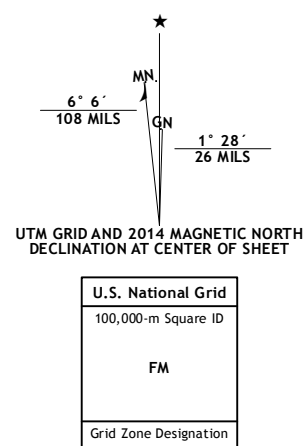 ★
MN.
GN
6° 6´
108 MILS
1° 28´
26 MILS
UTM GRID AND 2014 MAGNETIC NORTH
DECLINATION AT CENTER OF SHEET
U.S. National Grid
100,000-m Square ID
FM
Grid Zone Designation